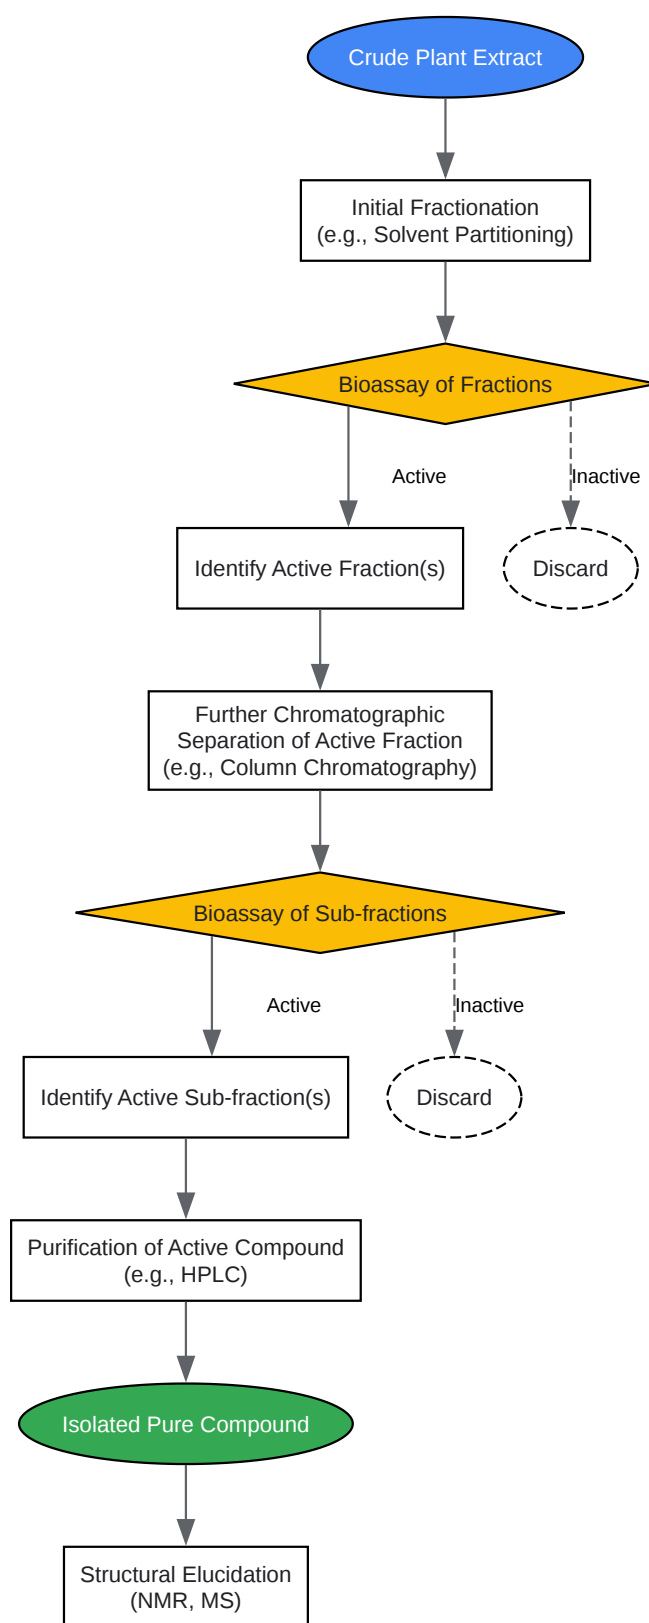 Crude Plant Extract
Initial Fractionation
(e.g., Solvent Partitioning)
Bioassay of Fractions
Active
Inactive
Identify Active Fraction(s)
Discard
Further Chromatographic
Separation of Active Fraction
(e.g., Column Chromatography)
Bioassay of Sub-fractions
Active
Inactive
Identify Active Sub-fraction(s)
Discard
Purification of Active Compound
(e.g., HPLC)
Isolated Pure Compound
Structural Elucidation
(NMR, MS)